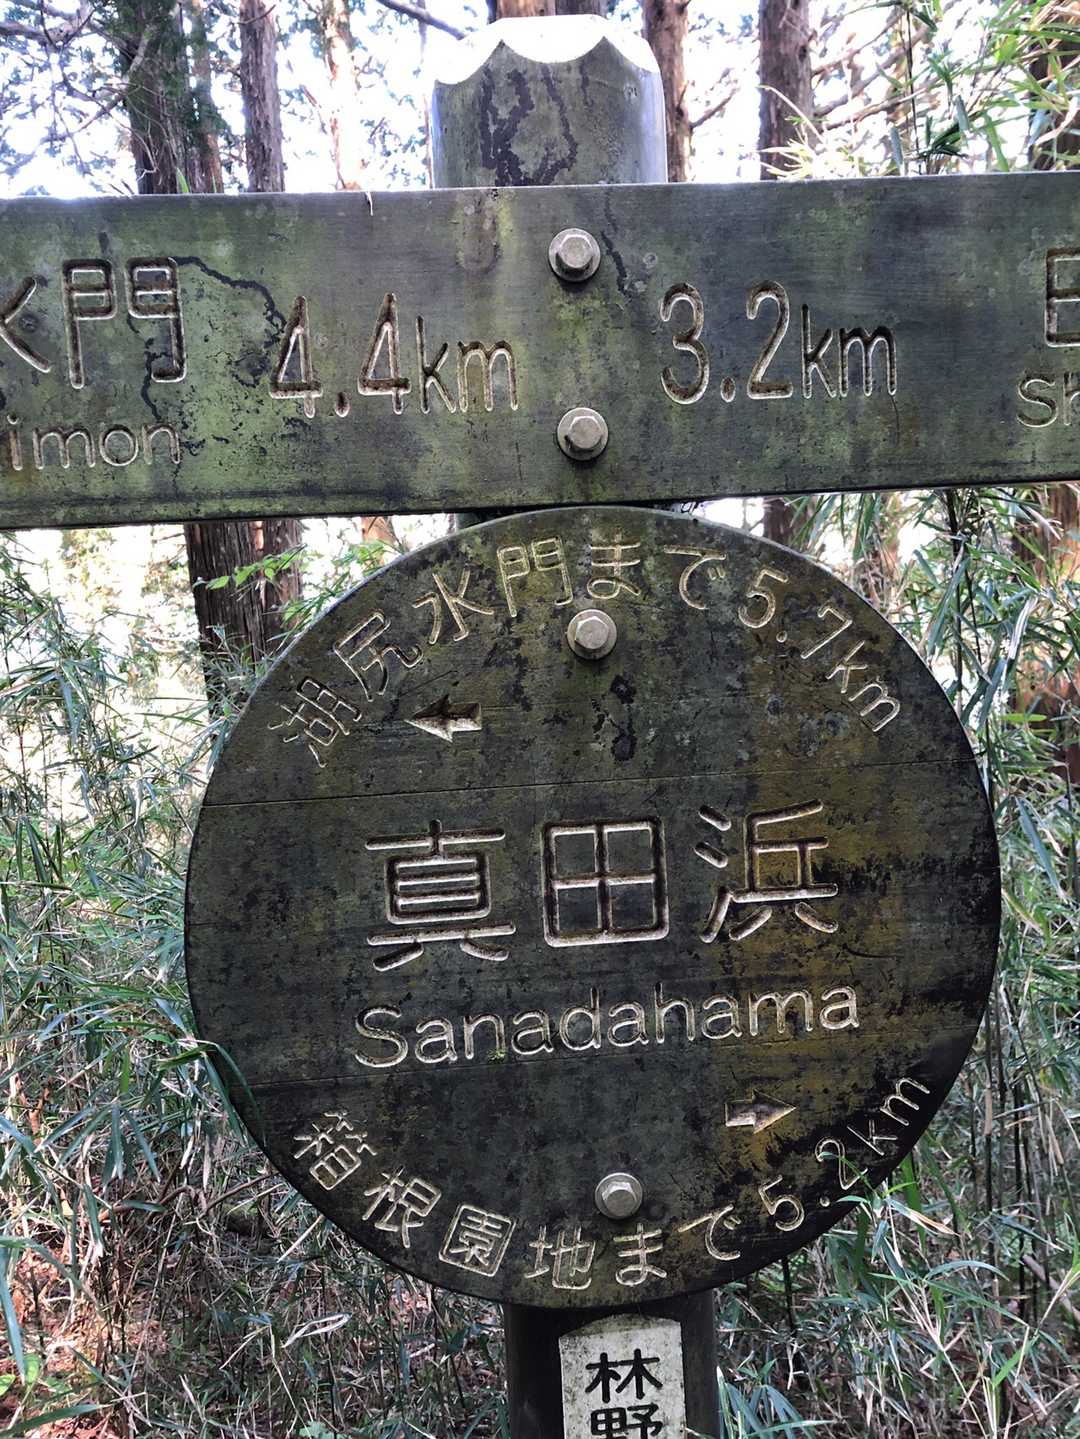 水門 4.4km 3.2km
imon
湖尻水門まで5.7km
←
真田浜
Sanadahama
→
箱根園地まで5.2km
林野